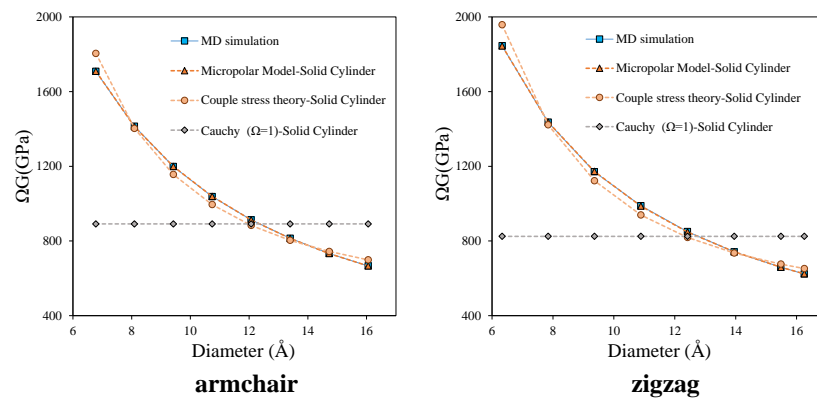 2000
1600
1200
800
400
ΩG(GPa)
MD simulation
Micropolar Model-Solid Cylinder
Couple stress theory-Solid Cylinder
Cauchy (Ω=1)-Solid Cylinder
6 8 10 12 14 16
Diameter (Å)
armchair
2000
1600
1200
800
400
ΩG(GPa)
MD simulation
Micropolar Model-Solid Cylinder
Couple stress theory-Solid Cylinder
Cauchy (Ω=1)-Solid Cylinder
6 8 10 12 14 16
Diameter (Å)
zigzag